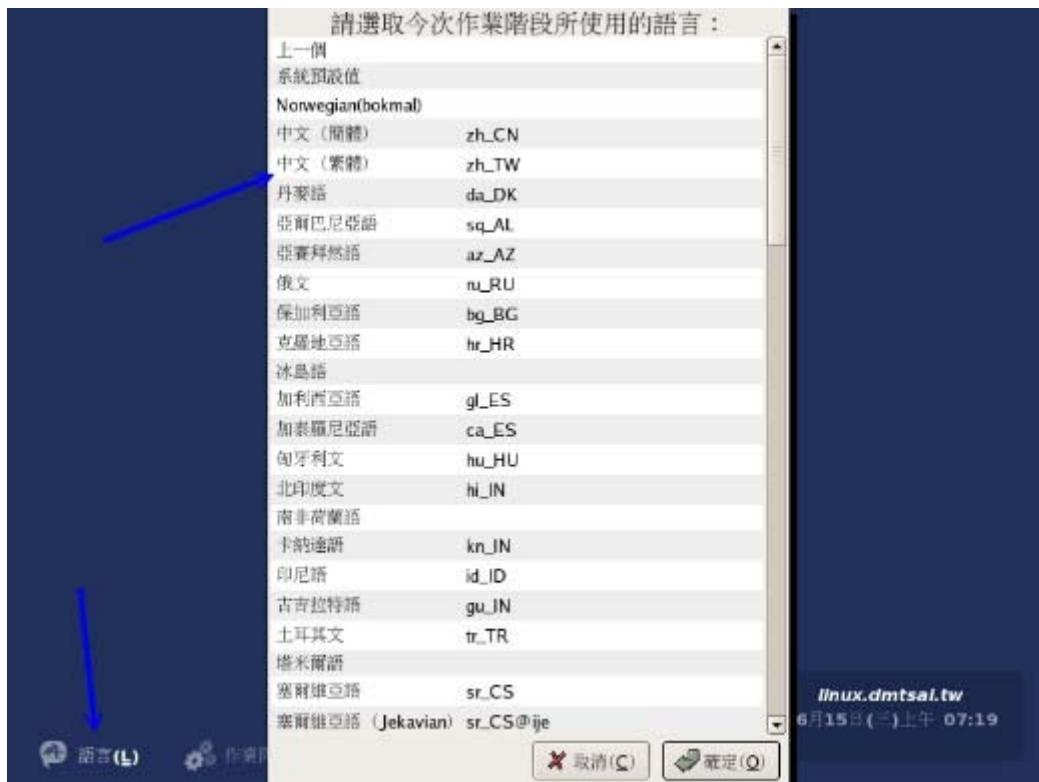 請選取今次作業階段所使用的語言：
上一個
系統預設值
Norwegian(bokmal)
中文（簡體） zh_CN
中文（繁體） zh_TW
丹麥語 da_DK
亞爾巴尼亞語 sq_AL
亞賽拜然語 az_AZ
俄文 ru_RU
保加利亞語 bg_BG
克羅地亞語 hr_HR
冰島語
加利西亞語 gl_ES
加泰羅尼亞語 ca_ES
匈牙利文 hu_HU
北印度文 hi_IN
南非荷蘭語
卡納達語 kn_IN
印尼語 id_ID
古吉拉特語 gu_IN
土耳其文 tr_TR
塔米爾語
塞爾維亞語 sr_CS
塞爾維亞語（Jekavian） sr_CS@ije
取消(C) 確定(O)
linux.dmtsai.tw
6月15日(三)上午 07:19
語言(L) 作業